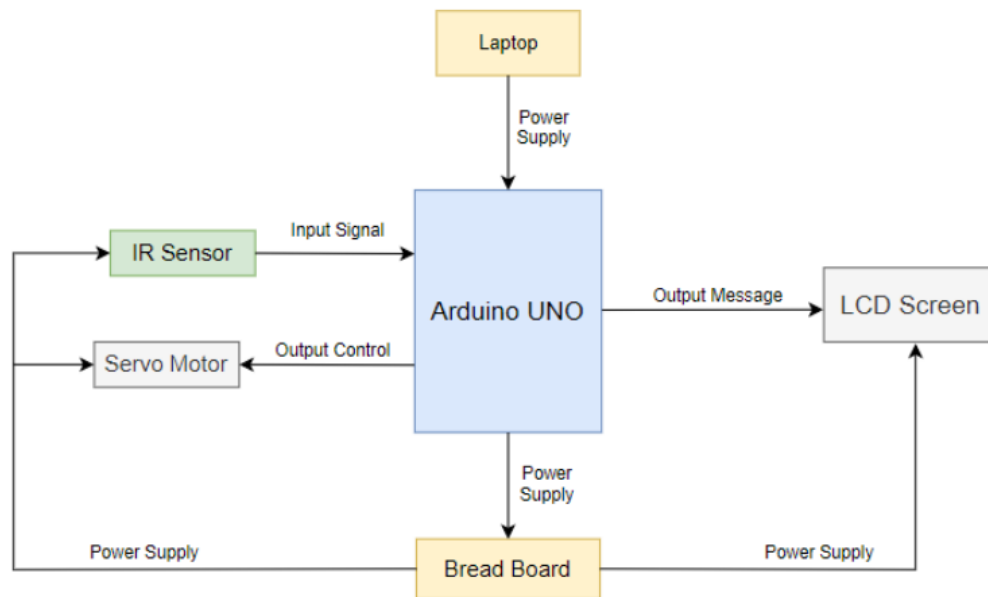 Laptop
Power
Supply
Input Signal
IR Sensor
Arduino UNO
Output Message
LCD Screen
Servo Motor
Output Control
Power
Supply
Power Supply
Bread Board
Power Supply